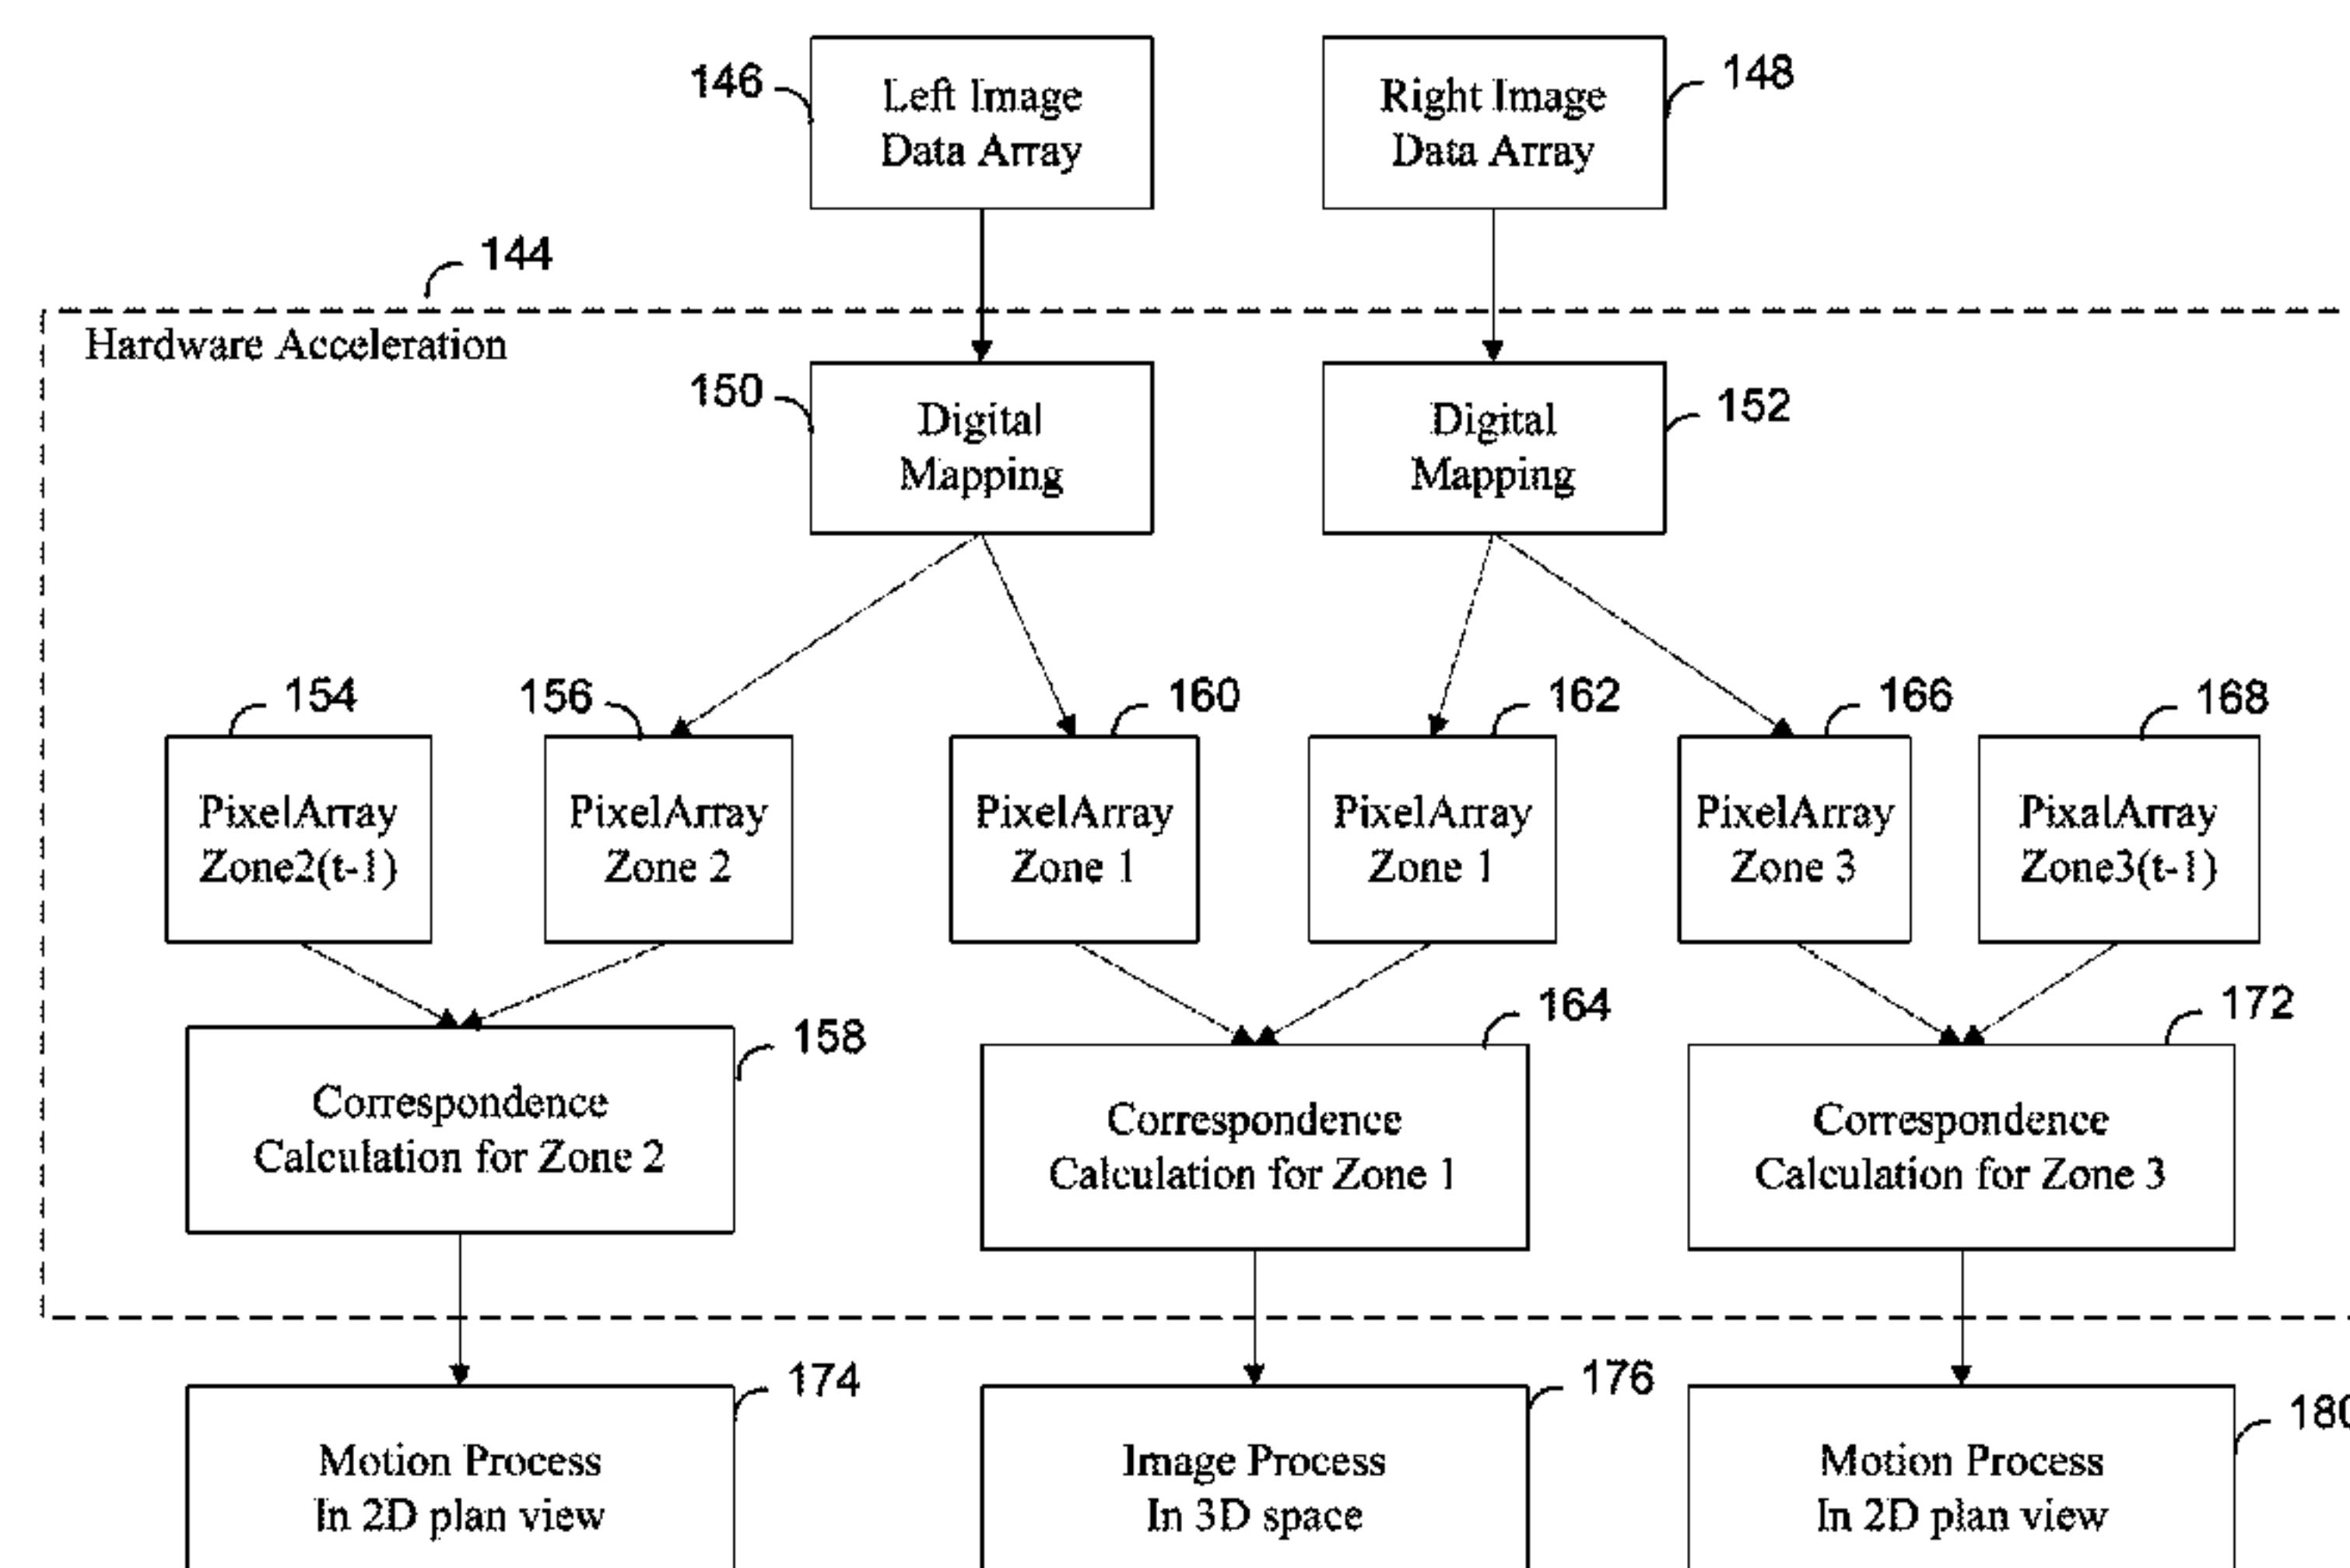 146
Left Image
Data Array
Right Image
Data Array
148
144
Hardware Acceleration
150
Digital
Mapping
Digital
Mapping
152
154
156
160
162
166
168
PixelArray
Zone2(t-1)
PixelArray
Zone 2
PixelArray
Zone 1
PixelArray
Zone 1
PixelArray
Zone 3
PixalArray
Zone3(t-1)
158
164
172
Correspondence
Calculation for Zone 2
Correspondence
Calculation for Zone 1
Correspondence
Calculation for Zone 3
174
176
180
Motion Process
In 2D plan view
Image Process
In 3D space
Motion Process
In 2D plan view